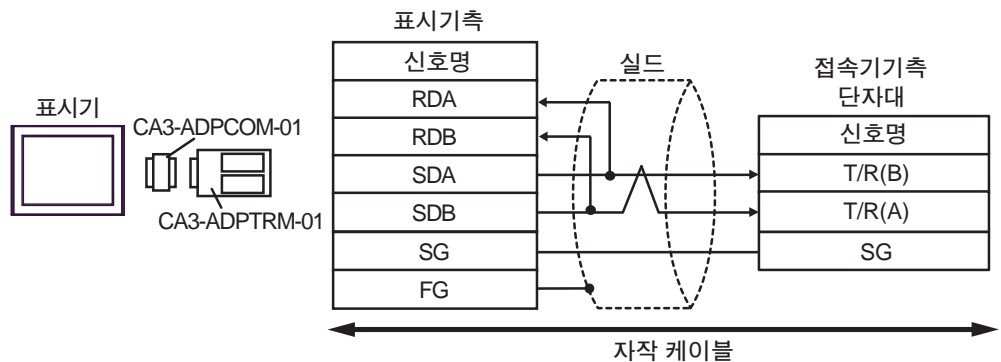 표시기
CA3-ADPCOM-01
CA3-ADPTRM-01
표시기측
신호명
RDA
RDB
SDA
SDB
SG
FG
실드
접속기기측
단자대
신호명
T/R(B)
T/R(A)
SG
자작 케이블